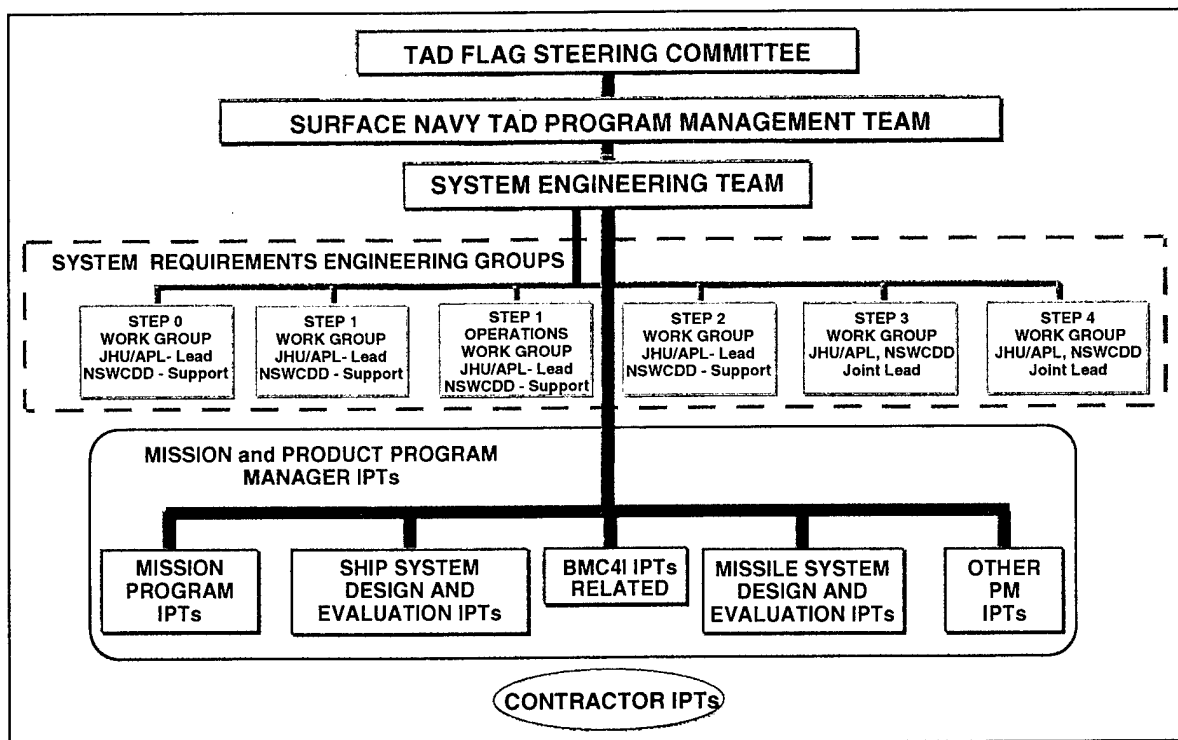 TAD FLAG STEERING COMMITTEE
SURFACE NAVY TAD PROGRAM MANAGEMENT TEAM
SYSTEM ENGINEERING TEAM
SYSTEM REQUIREMENTS ENGINEERING GROUPS
STEP 0
WORK GROUP
JHU/APL- Lead
NSWCDD - Support
STEP 1
WORK GROUP
JHU/APL- Lead
NSWCDD - Support
STEP 1
OPERATIONS
WORK GROUP
JHU/APL- Lead
NSWCDD - Support
STEP 2
WORK GROUP
JHU/APL- Lead
NSWCDD - Support
STEP 3
WORK GROUP
JHU/APL, NSWCDD
Joint Lead
STEP 4
WORK GROUP
JHU/APL, NSWCDD
Joint Lead
MISSION and PRODUCT PROGRAM
MANAGER IPTs
MISSION
PROGRAM
IPTs
SHIP SYSTEM
DESIGN AND
EVALUATION IPTs
BMC4I IPTs
RELATED
MISSILE SYSTEM
DESIGN AND
EVALUATION IPTs
OTHER
PM
IPTs
CONTRACTOR IPTs